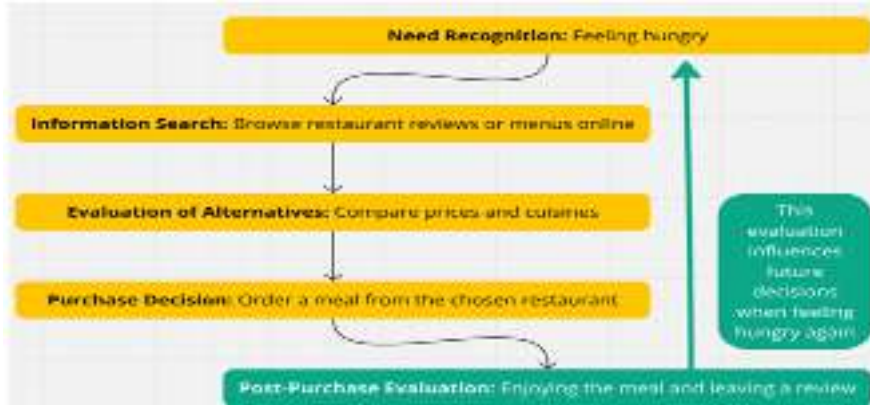 Need Recognition: Feeling hungry
Information Search: Browse restaurant reviews or menus online
Evaluation of Alternatives: Compare prices and cuisines
Purchase Decision: Order a meal from the chosen restaurant
This
evaluation
influences
future
decisions
when feeling
hungry again
Post-Purchase Evaluation: Enjoying the meal and leaving a review